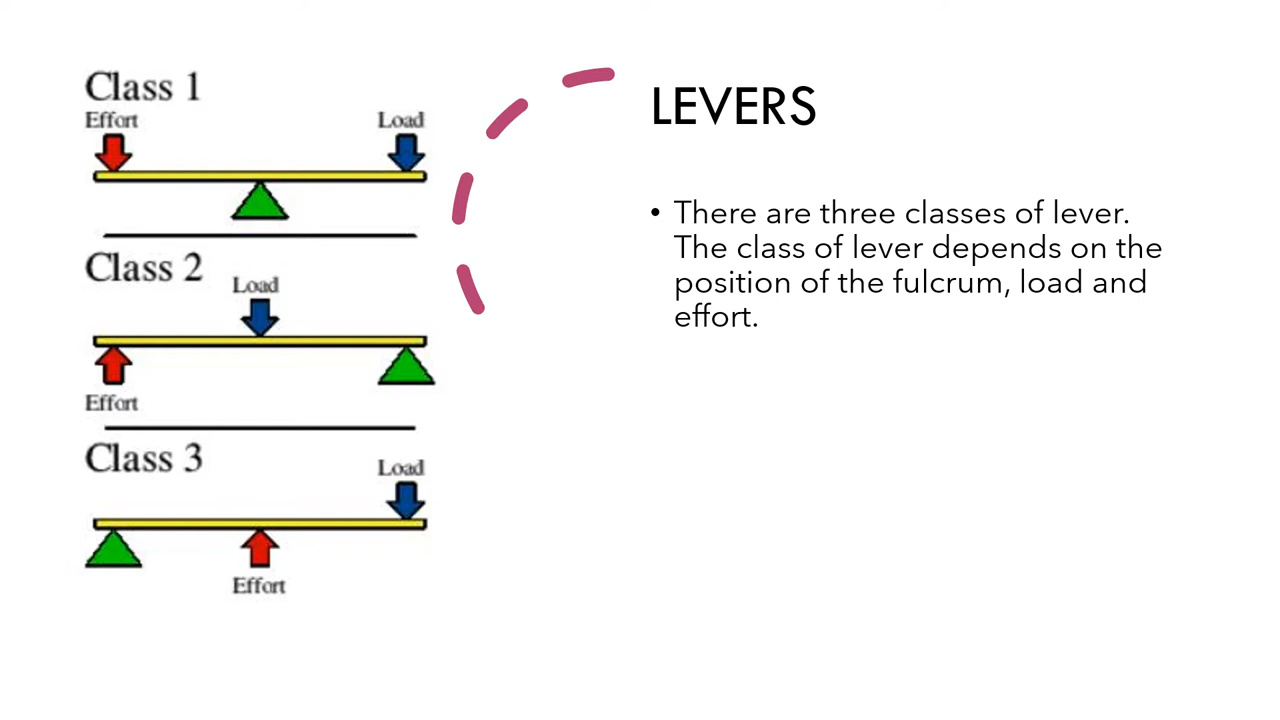 Class 1
Effort
Load
Class 2
Load
Effort
Class 3
Load
Effort
LEVERS
• There are three classes of lever.
The class of lever depends on the
position of the fulcrum, load and
effort.